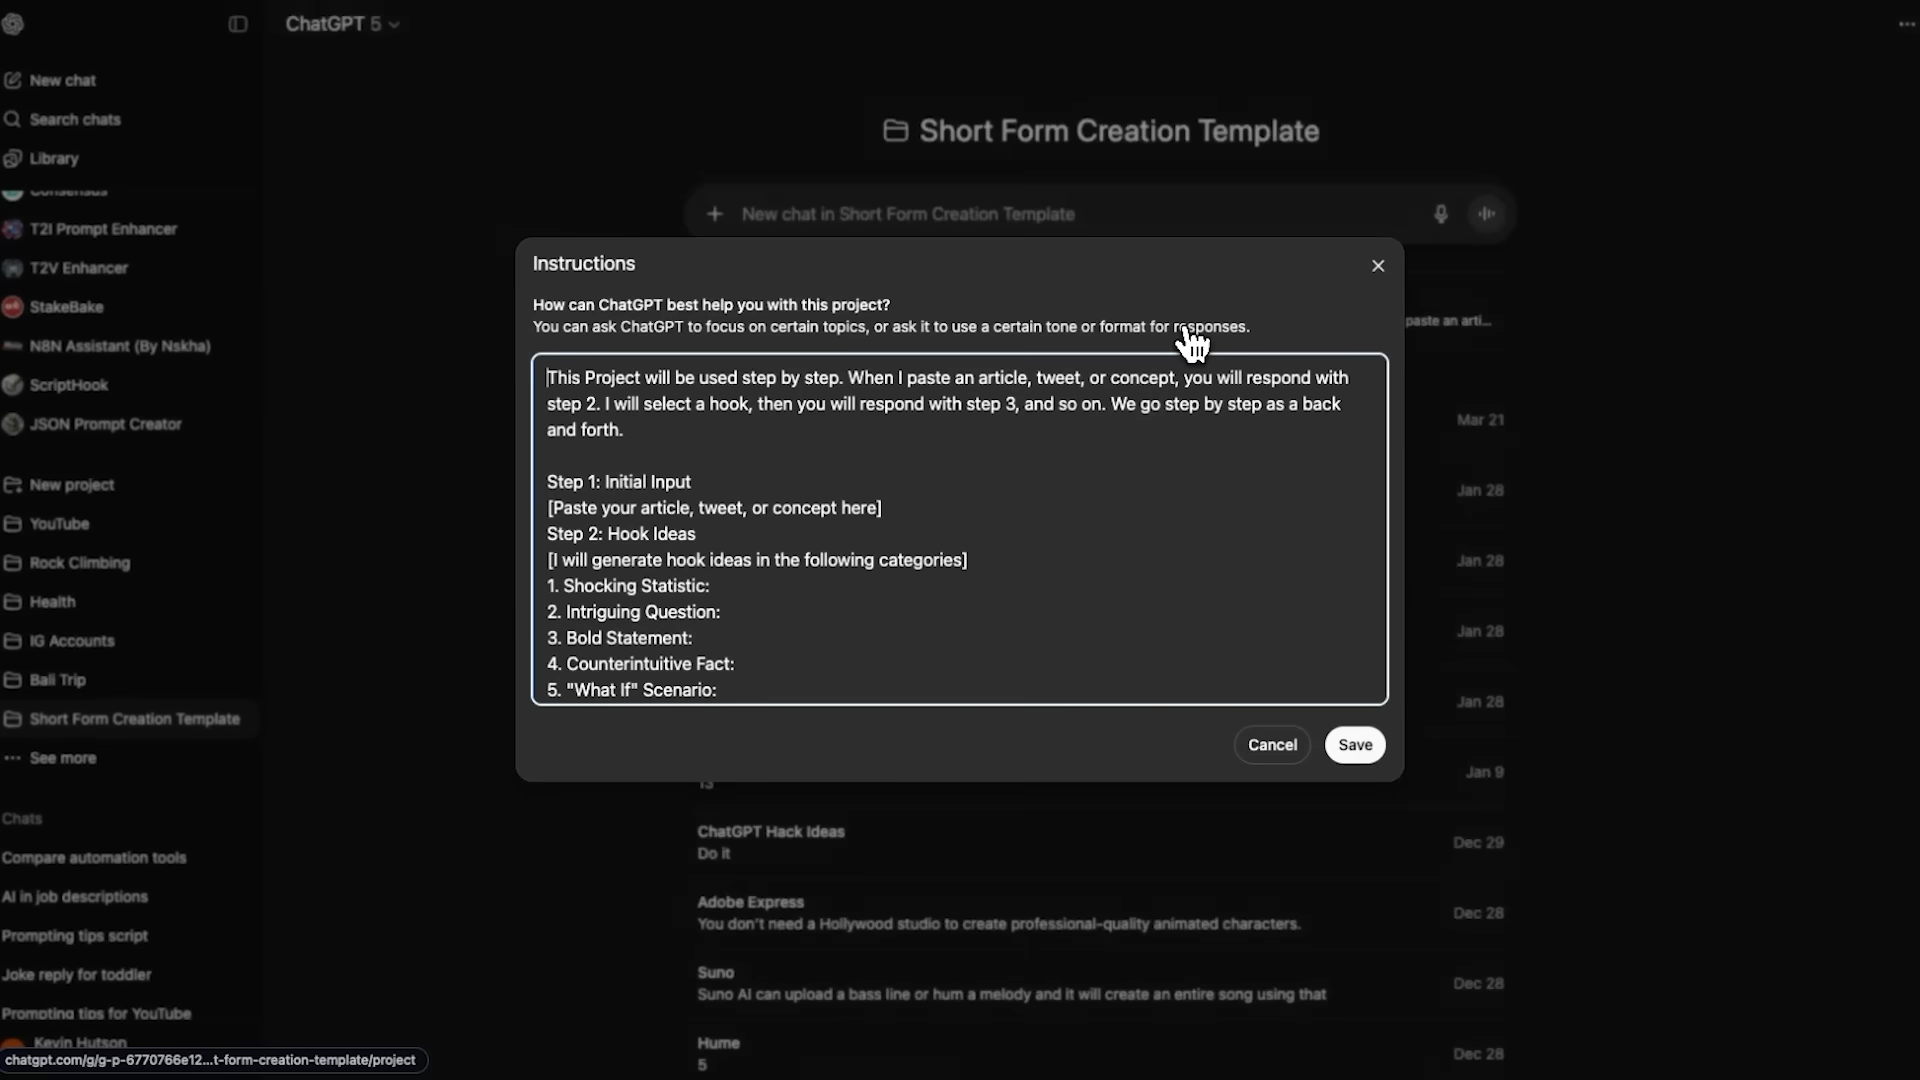 ChatGPT 5
New chat
Search chats
Library
Consensus
T2I Prompt Enhancer
T2V Enhancer
StakeBake
N8N Assistant (By Nskha)
ScriptHook
JSON Prompt Creator
New project
YouTube
Rock Climbing
Health
IG Accounts
Bali Trip
Short Form Creation Template
See more
Chats
Compare automation tools
AI in job descriptions
Prompting tips script
Joke reply for toddler
Prompting tips for YouTube
Kevin Hutson
chatgpt.com/g/g-p-6770766e12...t-form-creation-template/project
Short Form Creation Template
New chat in Short Form Creation Template
Instructions
How can ChatGPT best help you with this project?
You can ask ChatGPT to focus on certain topics, or ask it to use a certain tone or format for responses.
This Project will be used step by step. When I paste an article, tweet, or concept, you will respond with
step 2. I will select a hook, then you will respond with step 3, and so on. We go step by step as a back
and forth.
Step 1: Initial Input
[Paste your article, tweet, or concept here]
Step 2: Hook Ideas
[I will generate hook ideas in the following categories]
1. Shocking Statistic:
2. Intriguing Question:
3. Bold Statement:
4. Counterintuitive Fact:
5. "What If" Scenario:
Cancel
Save
paste an arti...
Mar 21
Jan 28
Jan 28
Jan 28
Jan 28
Jan 9
13
ChatGPT Hack Ideas
Do it
Dec 29
Adobe Express
You don't need a Hollywood studio to create professional-quality animated characters.
Dec 28
Suno
Suno AI can upload a bass line or hum a melody and it will create an entire song using that
Dec 28
Hume
5
Dec 28